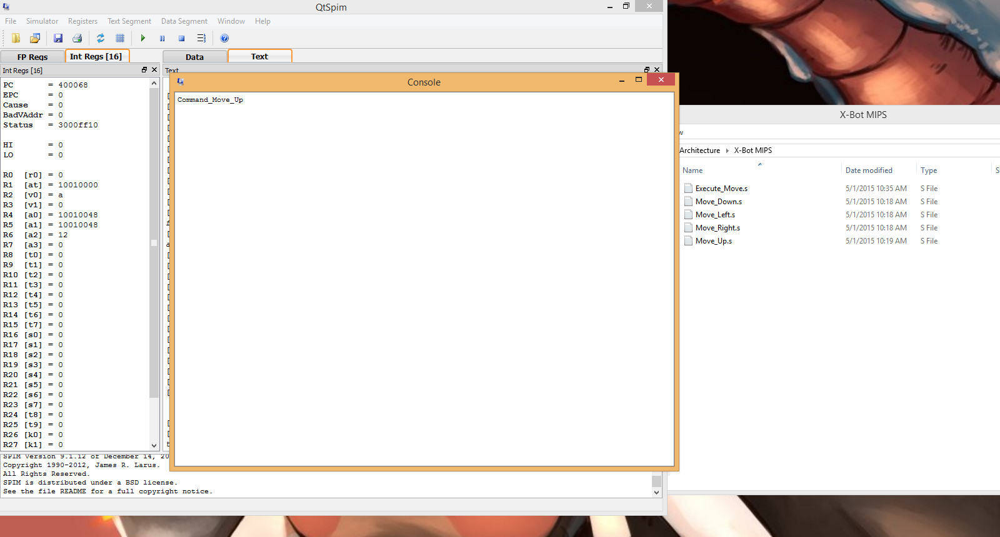 QtSpim
File Simulator Registers Text Segment Data Segment Window Help
FP Regs Int Regs [16] Data Text
Int Regs [16]
Text
PC = 400068
EPC = 0
Cause = 0
BadVAddr = 0
Status = 3000ff10
HI = 0
LO = 0
R0 [r0] = 0
R1 [at] = 10010000
R2 [v0] = a
R3 [v1] = 0
R4 [a0] = 10010048
R5 [a1] = 10010048
R6 [a2] = 12
R7 [a3] = 0
R8 [t0] = 0
R9 [t1] = 0
R10 [t2] = 0
R11 [t3] = 0
R12 [t4] = 0
R13 [t5] = 0
R14 [t6] = 0
R15 [t7] = 0
R16 [s0] = 0
R17 [s1] = 0
R18 [s2] = 0
R19 [s3] = 0
R20 [s4] = 0
R21 [s5] = 0
R22 [s6] = 0
R23 [s7] = 0
R24 [t8] = 0
R25 [t9] = 0
R26 [k0] = 0
R27 [k1] = 0
SPIM Version 9.1.12 of December 14, 20
Copyright 1990-2012, James R. Larus.
All Rights Reserved.
SPIM is distributed under a BSD license.
See the file README for a full copyright notice.
Console
Command_Move_Up
X-Bot MIPS
w
Architecture X-Bot MIPS
Name Date modified Type S
Execute_Move.s 5/1/2015 10:35 AM S File
Move_Down.s 5/1/2015 10:18 AM S File
Move_Left.s 5/1/2015 10:18 AM S File
Move_Right.s 5/1/2015 10:18 AM S File
Move_Up.s 5/1/2015 10:19 AM S File